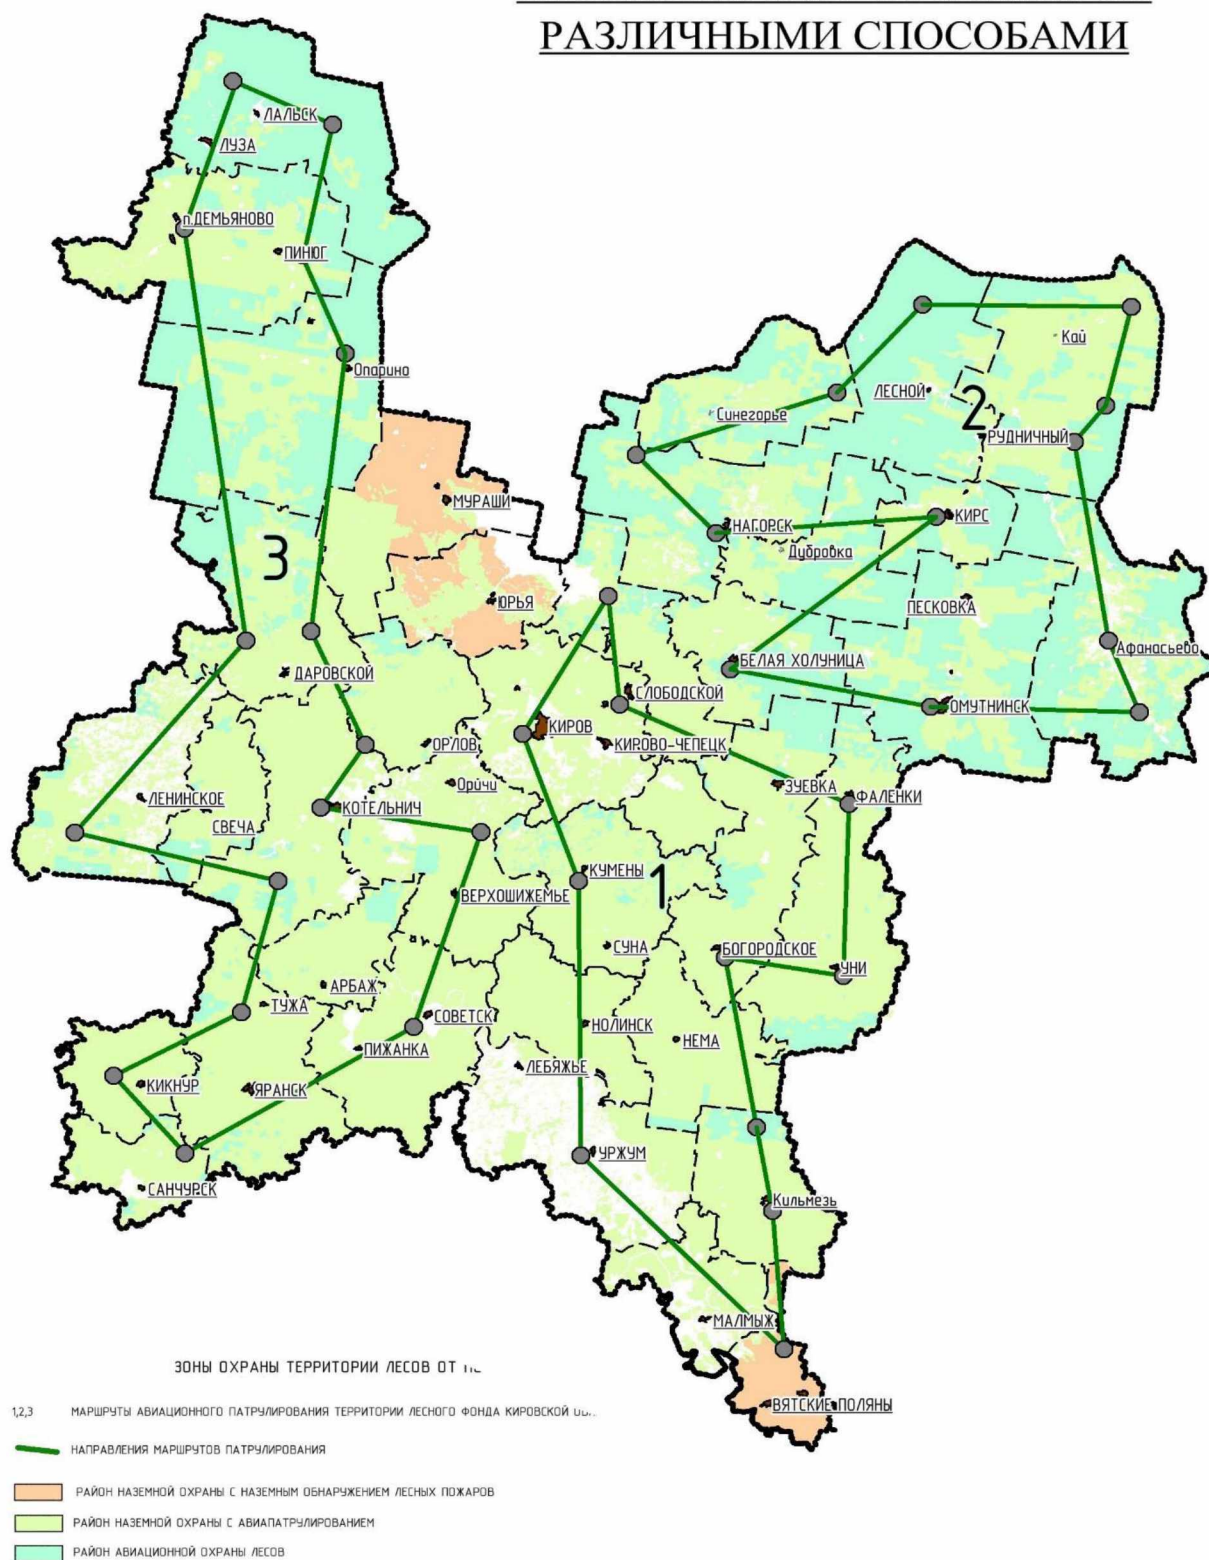 РАЗЛИЧНЫМИ СПОСОБАМИ
ЛАЛЬСК
ЛУЗА
п.ДЕМЬЯНОВО
ПИНЮГ
Опарино
Кай
ЛЕСНОЙ
2
Синегорье
РУДНИЧНЫЙ
МУРАШИ
НАГОРСК
КИРС
Дубровка
3
ЮРЬЯ
ПЕСКОВКА
Афанасьево
БЕЛАЯ ХОЛУНИЦА
ДАРОВСКОЙ
СЛОБОДСКОЙ
ОМУТНИНСК
КИРОВ
ОРЛОВ
КИРОВО-ЧЕПЕЦК
Оричи
ЗУЕВКА
ФАЛЕНКИ
ЛЕНИНСКОЕ
КОТЕЛЬНИЧ
СВЕЧА
КУМЕНЫ
1
ВЕРХОШИЖЕМЬЕ
СУНА
БОГОРОДСКОЕ
УНИ
АРБАЖ
ТУЖА
СОВЕТСК
НОЛИНСК
НЕМА
ПИЖАНКА
ЛЕБЯЖЬЕ
КИКНУР
ЯРАНСК
УРЖУМ
САНЧУРСК
Кильмезь
МАЛМЫЖ
ВЯТСКИЕ ПОЛЯНЫ
ЗОНЫ ОХРАНЫ ТЕРРИТОРИИ ЛЕСОВ ОТ
1,2,3 МАРШРУТЫ АВИАЦИОННОГО ПАТРУЛИРОВАНИЯ ТЕРРИТОРИИ ЛЕСНОГО ФОНДА КИРОВСКОЙ
НАПРАВЛЕНИЯ МАРШРУТОВ ПАТРУЛИРОВАНИЯ
РАЙОН НАЗЕМНОЙ ОХРАНЫ С НАЗЕМНЫМ ОБНАРУЖЕНИЕМ ЛЕСНЫХ ПОЖАРОВ
РАЙОН НАЗЕМНОЙ ОХРАНЫ С АВИАПАТРУЛИРОВАНИЕМ
РАЙОН АВИАЦИОННОЙ ОХРАНЫ ЛЕСОВ